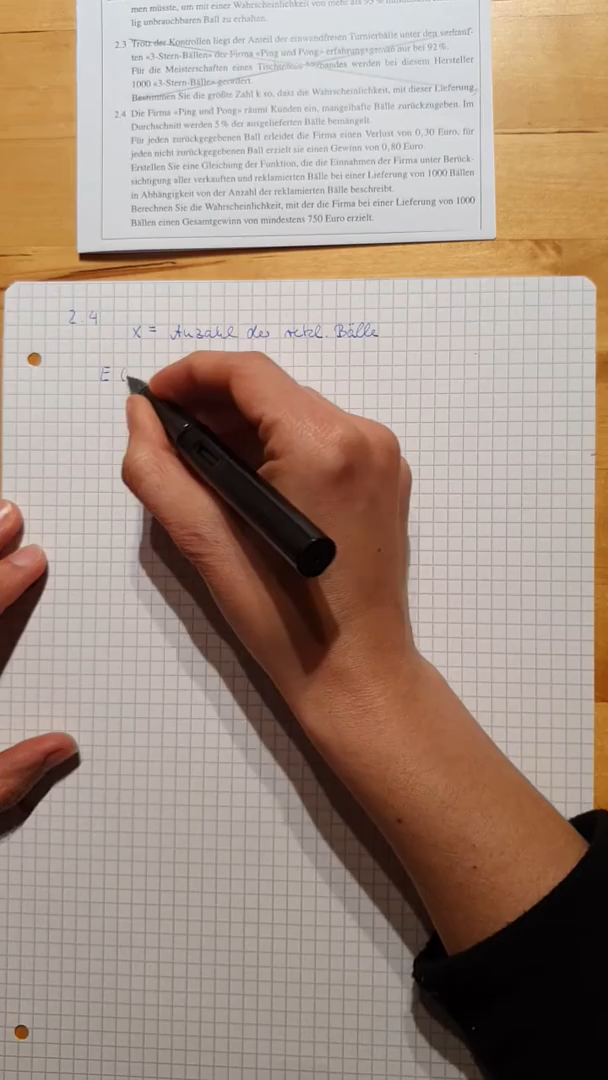 men müsste, um mit einer Wahrscheinlichkeit von mehr als 95 %
lig unbrauchbaren Ball zu erhalten.
2.3 Trotz des Kontrollen liegt der Anteil der einwandfreien Turnierbälle unter den verkauf-
ten «3-Stern-Bällen» der Firma «Ping und Pong» erfahrungsgemäß nur bei 92%.
Für die Meisterschaften eines werden bei diesem Hersteller
1000 «3-Stern-Bälle» geordert.
Bestimmen Sie die größte Zahl k so, dass die Wahrscheinlichkeit, mit dieser Lieferung,
2.4 Die Firma «Ping und Pong» räumt Kunden ein, mangelhafte Bälle zurückzugeben. Im
Durchschnitt werden 5 % der ausgelieferten Bälle bemängelt.
Für jeden zurückgegebenen Ball erleidet die Firma einen Verlust von 0,30 Euro, für
jeden nicht zurückgegebenen Ball erzielt sie einen Gewinn von 0,80 Euro.
Erstellen Sie eine Gleichung der Funktion, die die Einnahmen der Firma unter Berück-
sichtigung aller verkauften und reklamierten Bälle bei einer Lieferung von 1000 Bällen
in Abhängigkeit von der Anzahl der reklamierten Bälle beschreibt.
Berechnen Sie die Wahrscheinlichkeit, mit der die Firma bei einer Lieferung von 1000
Bällen einen Gesamtgewinn von mindestens 750 Euro erzielt.
2.4
x = Anzahl der rekl. Bälle
E (